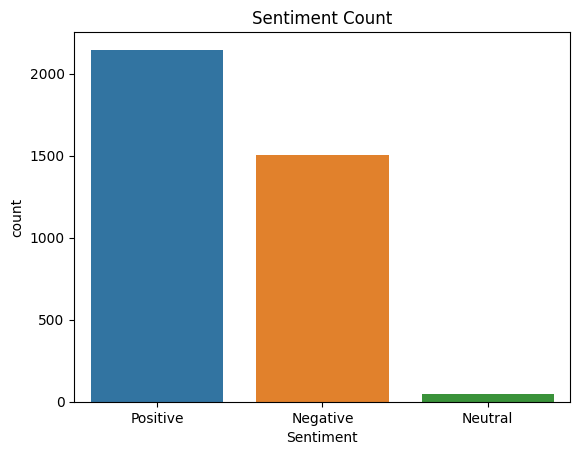 Sentiment Count
2000
1500
1000
500
0
count
Positive Negative Neutral
Sentiment